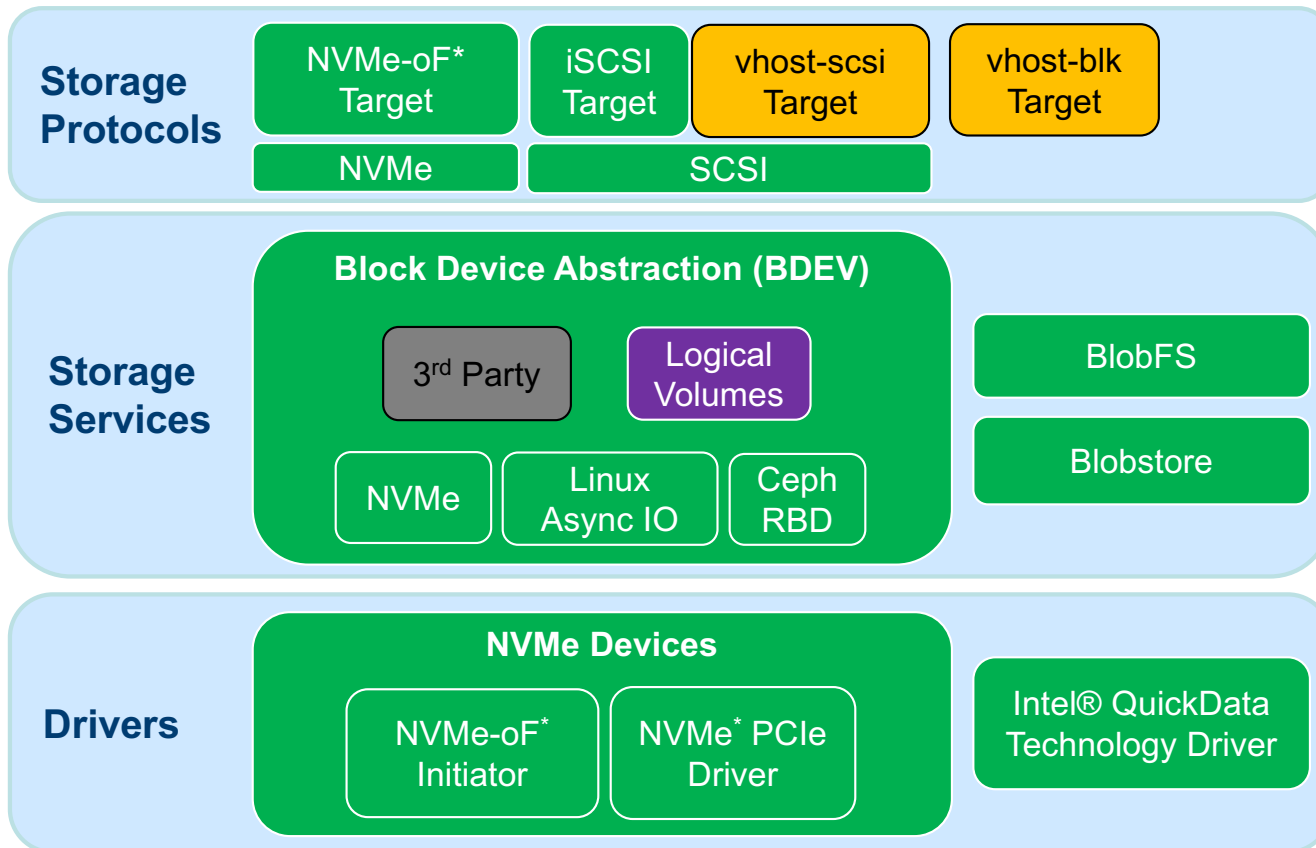 Storage
Protocols
NVMe-oF*
Target
iSCSI
Target
vhost-scsi
Target
vhost-blk
Target
NVMe
SCSI
Storage
Services
Block Device Abstraction (BDEV)
3rd Party
Logical
Volumes
NVMe
Linux
Async IO
Ceph
RBD
BlobFS
Blobstore
Drivers
NVMe Devices
NVMe-oF*
Initiator
NVMe* PCIe
Driver
Intel® QuickData
Technology Driver